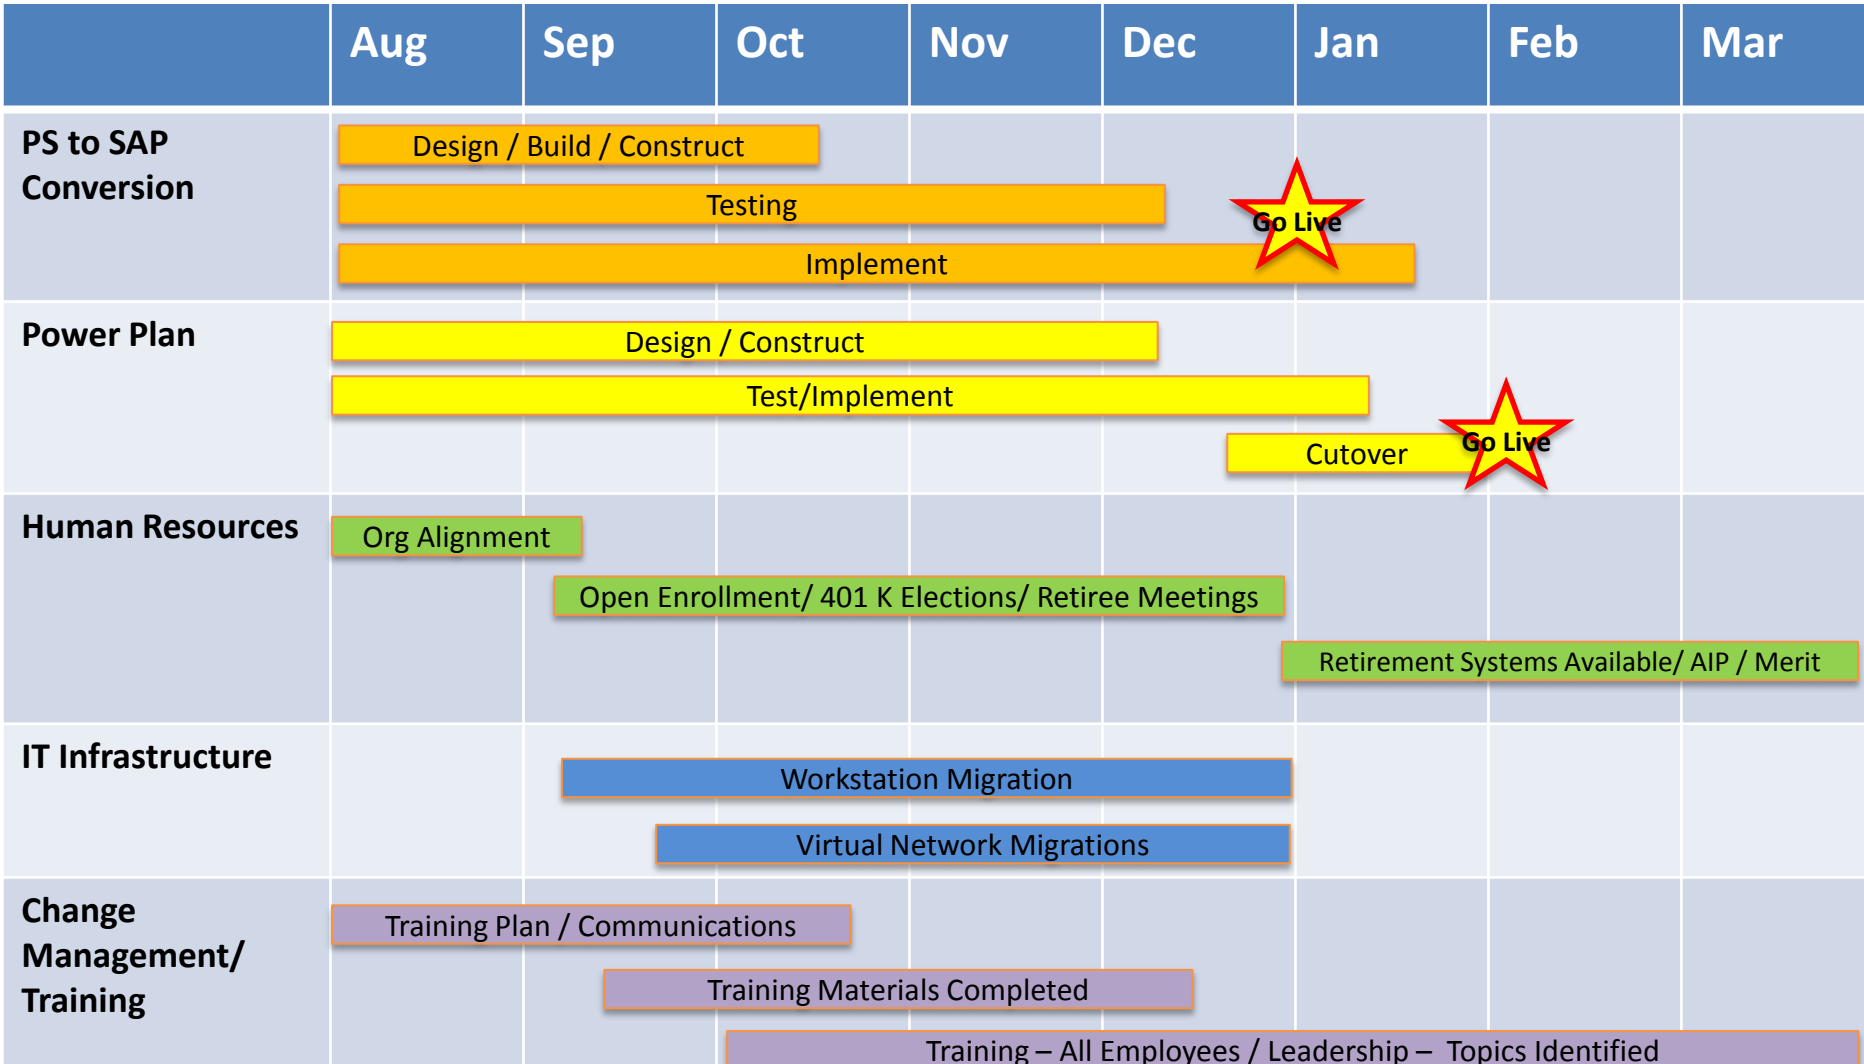 Aug Sep Oct Nov Dec Jan Feb Mar
PS to SAP
Conversion
Design / Build / Construct
Testing
Go Live
Implement
Power Plan
Design / Construct
Test/Implement
Cutover
Go Live
Human Resources
Org Alignment
Open Enrollment/ 401 K Elections/ Retiree Meetings
Retirement Systems Available/ AIP / Merit
IT Infrastructure
Workstation Migration
Virtual Network Migrations
Change
Management/
Training
Training Plan / Communications
Training Materials Completed
Training – All Employees / Leadership – Topics Identified